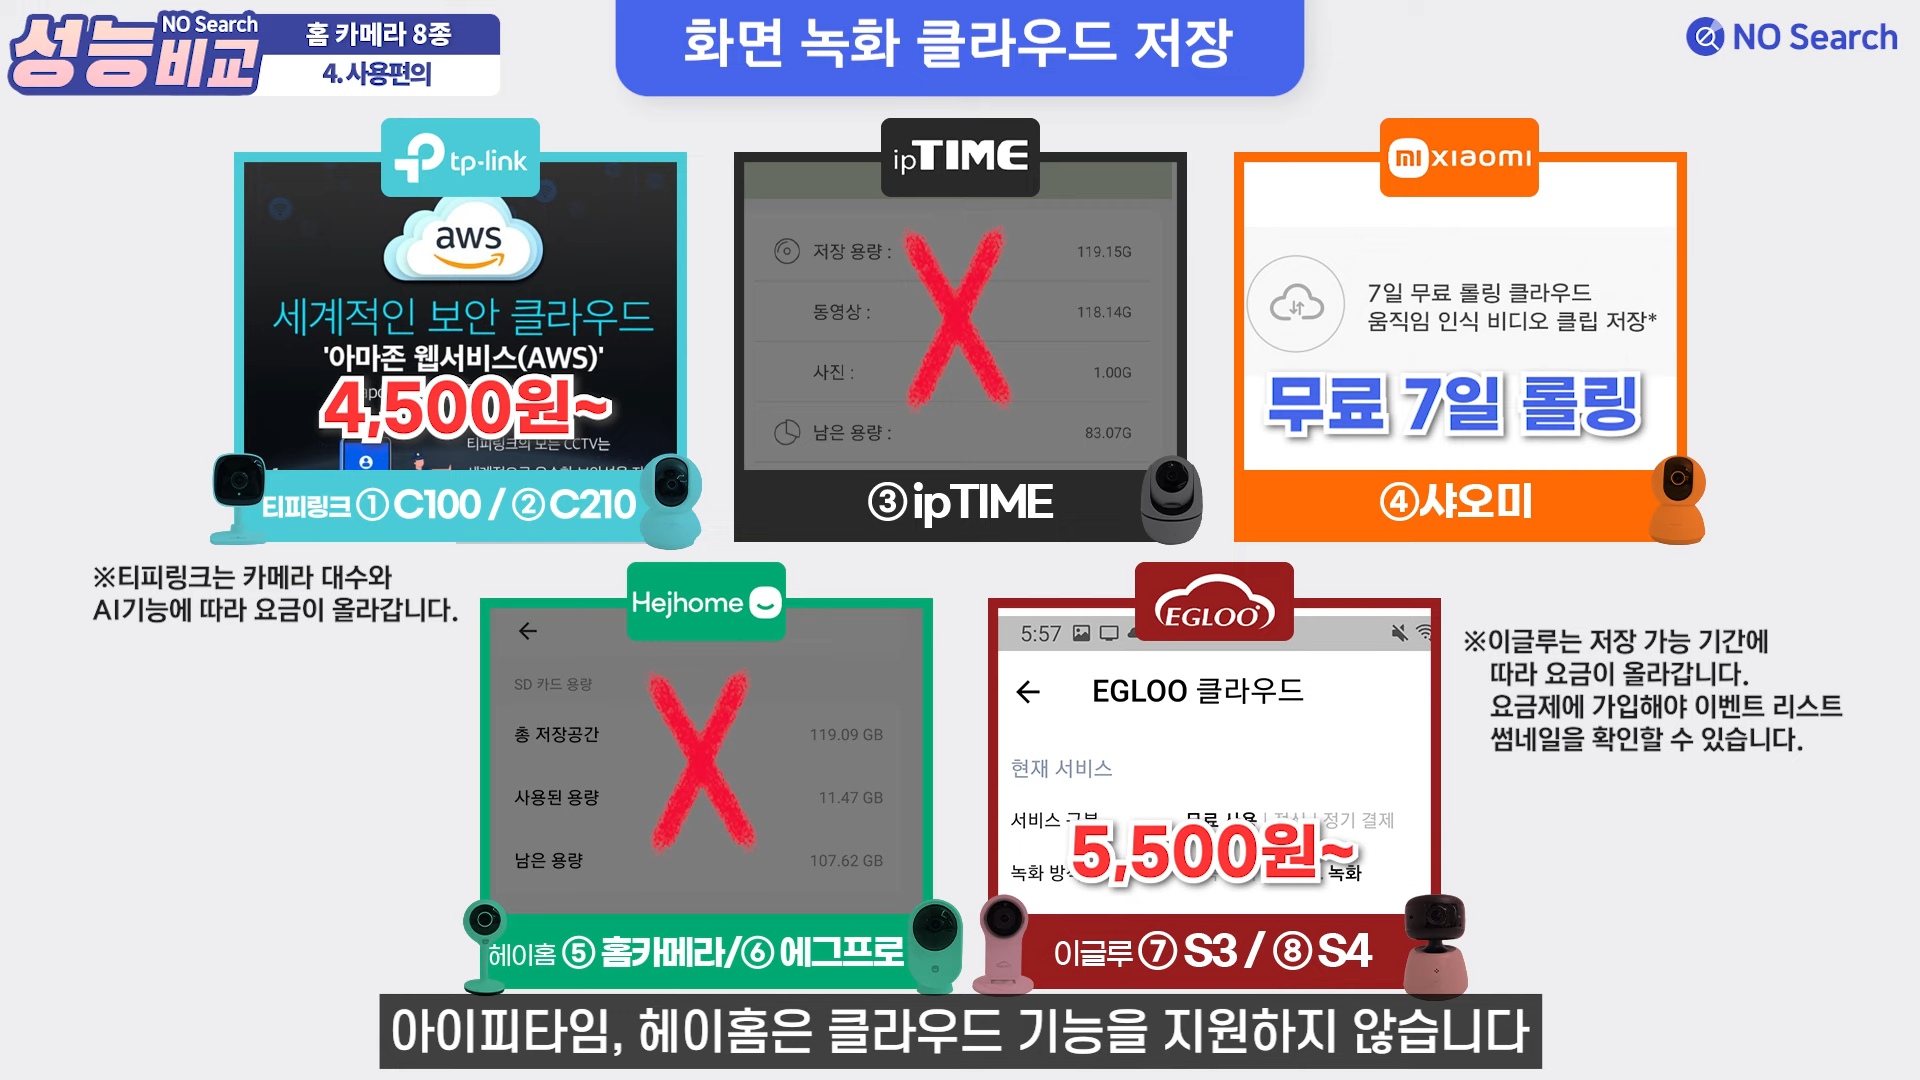 성능비교
NO Search
홈 카메라 8종
4.사용편의
화면 녹화 클라우드 저장
NO Search
tp-link
aws
세계적인 보안 클라우드
'아마존 웹서비스(AWS)'
4,500원~
티피링크의 모든 CCTV는
티피링크 ① C100 / ② C210
ipTIME
저장 용량 : 119.15G
동영상 : 118.14G
사진 : 1.00G
남은 용량 : 83.07G
③ ipTIME
mi xiaomi
7일 무료 롤링 클라우드
움직임 인식 비디오 클립 저장*
무료 7일 롤링
④샤오미
※티피링크는 카메라 대수와
AI기능에 따라 요금이 올라갑니다.
Hejhome
SD 카드 용량
총 저장공간 119.09 GB
사용된 용량 11.47 GB
남은 용량 107.62 GB
헤이홈 ⑤ 홈카메라/⑥ 에그프로
EGLOO
5:57
EGLOO 클라우드
현재 서비스
서비스 구분 무료 사용 | 정기 결제
5,500원~
녹화
이글루 ⑦ S3 / ⑧ S4
※이글루는 저장 가능 기간에
따라 요금이 올라갑니다.
요금제에 가입해야 이벤트 리스트
썸네일을 확인할 수 있습니다.
아이피타임, 헤이홈은 클라우드 기능을 지원하지 않습니다